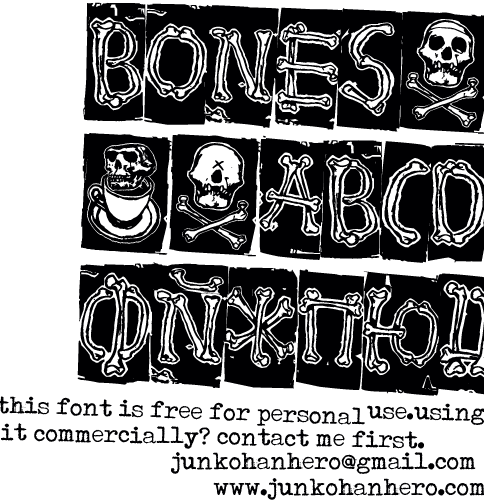 BONES
ABCD
ФÑЖПЮД
this font is free for personal use.using
it commercially? contact me first.
junkohanhero@gmail.com
www.junkohanhero.com